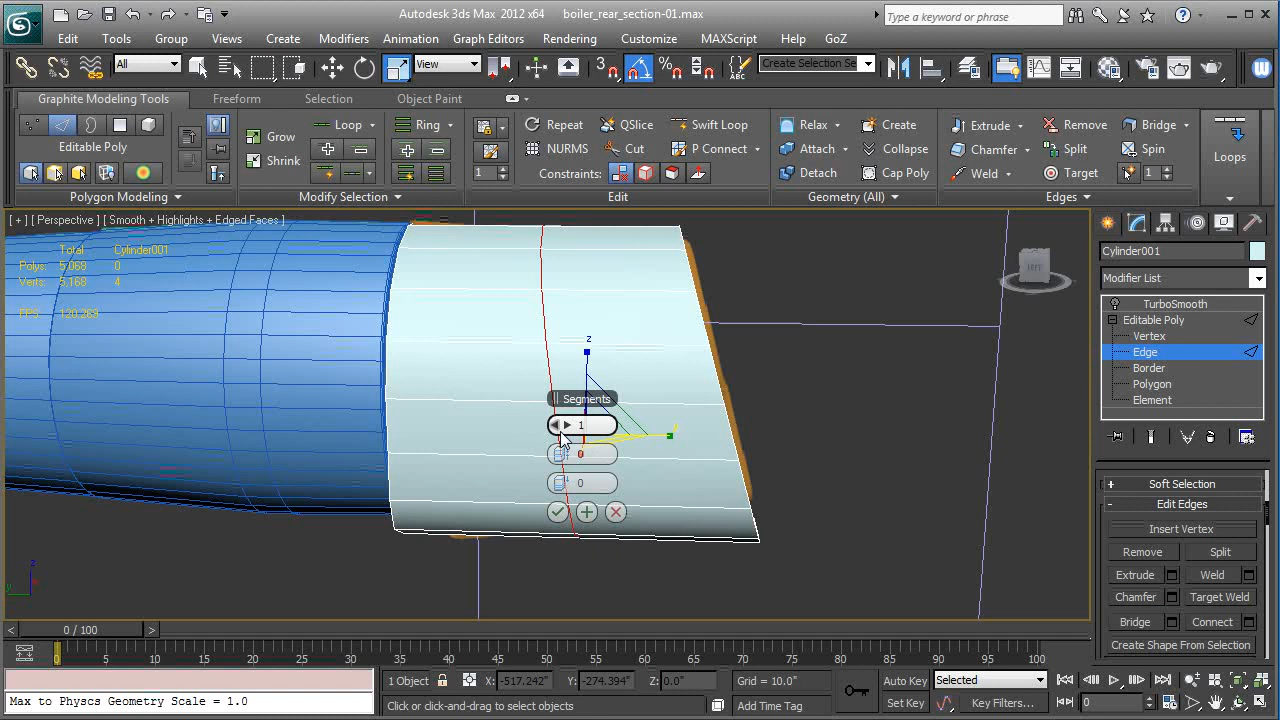 Autodesk 3ds Max 2012 x64 boiler_rear_section-01.max
Type a keyword or phrase
Edit Tools Group Views Create Modifiers Animation Graph Editors Rendering Customize MAXScript Help GoZ
All View 3 Create Selection Se
Graphite Modeling Tools Freeform Selection Object Paint
Grow Loop Ring Repeat QSlice Swift Loop Relax Create Extrude Remove Bridge
Editable Poly Shrink NURMS Cut P Connect Attach Collapse Chamfer Split Spin Loops
1 Constraints: Detach Cap Poly Weld Target 1
Polygon Modeling Modify Selection Edit Geometry (All) Edges
[ + ] [ Perspective ] [ Smooth + Highlights + Edged Faces ]
Total Cylinder001
Polys: 5,068 0
Verts: 5,168 4
FPS: 120.263
LEFT
z
Segments
1
0
0
z
y
Cylinder001
Modifier List
TurboSmooth
Editable Poly
Vertex
Edge
Border
Polygon
Element
+ Soft Selection
- Edit Edges
Insert Vertex
Remove Split
Extrude Weld
Chamfer Target Weld
Bridge Connect
Create Shape From Selection
< 0 / 100 >
0 5 10 15 20 25 30 35 40 45 50 55 60 65 70 75 80 85 90 95 100
1 Object X: -517.242" Y: -274.394" Z: 0.0" Grid = 10.0" Auto Key Selected
Max to Physcs Geometry Scale = 1.0 Click or click-and-drag to select objects Add Time Tag Set Key Key Filters... 0